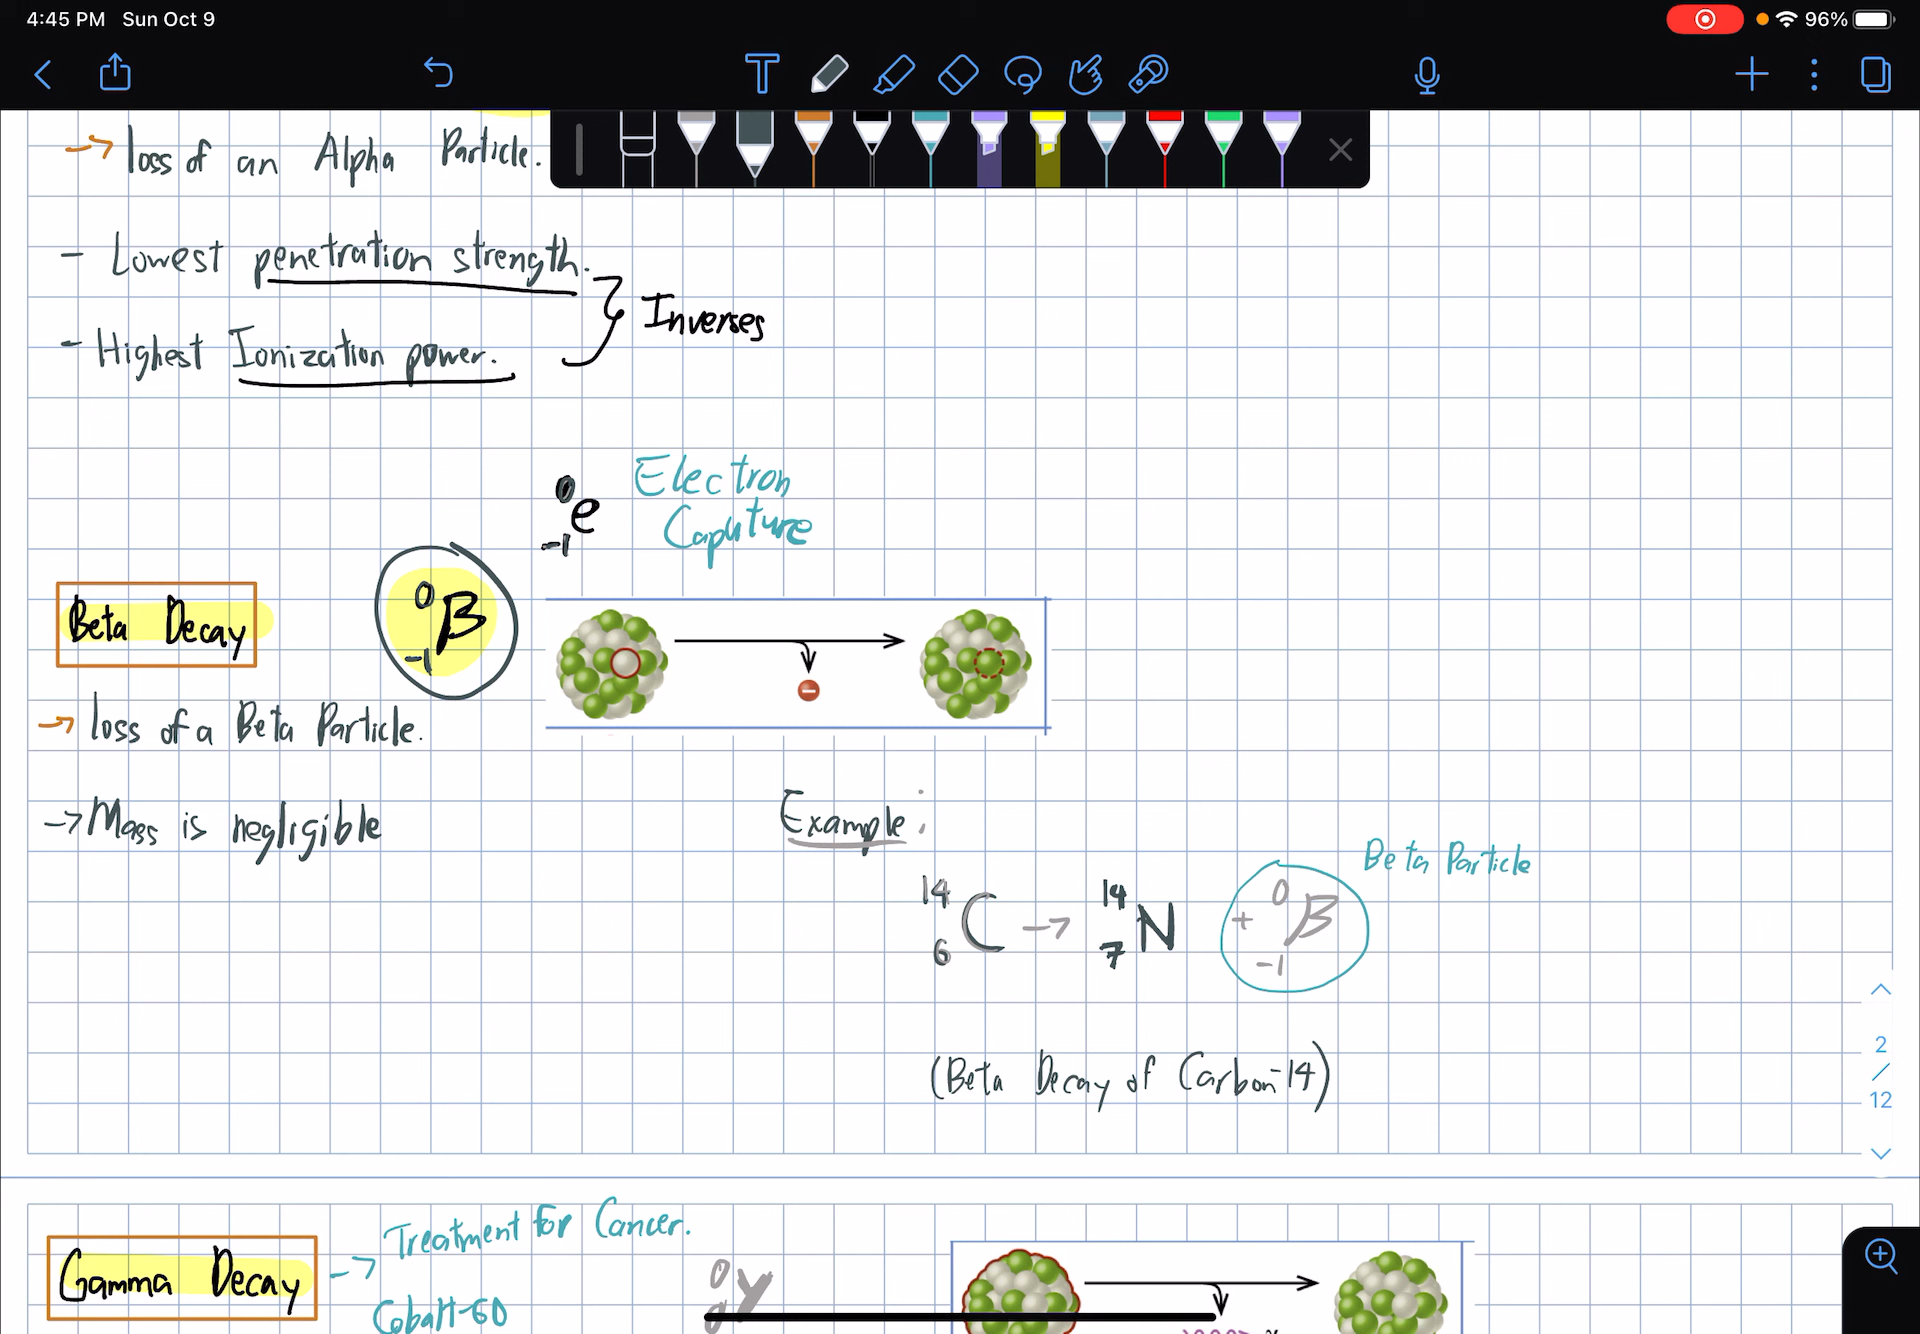 4:45 PM Sun Oct 9
96%
→ loss of an Alpha Particle.
- Lowest penetration strength.
- Highest Ionization power.
Inverses
0
-1 e
Electron
Caputure
Beta Decay
0
-1 β
→ loss of a Beta Particle.
→ Mass is negligible
Example:
Beta Particle
14 14 0
C → N + β
6 7 -1
(Beta Decay of Carbon-14)
2
/
12
Gamma Decay
→ Treatment for Cancer.
Cobalt-60
0
γ